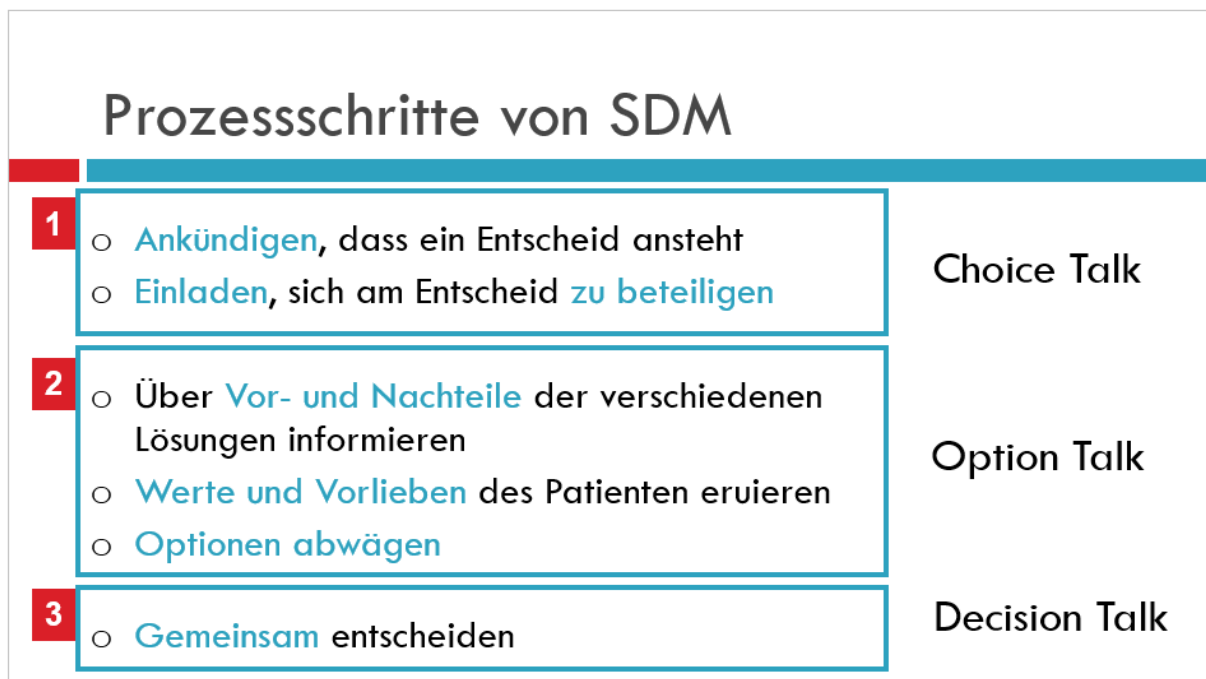 Prozessschritte von SDM
1
o Ankündigen, dass ein Entscheid ansteht
o Einladen, sich am Entscheid zu beteiligen
Choice Talk
2
o Über Vor- und Nachteile der verschiedenen
Lösungen informieren
o Werte und Vorlieben des Patienten eruieren
o Optionen abwägen
Option Talk
3
o Gemeinsam entscheiden
Decision Talk